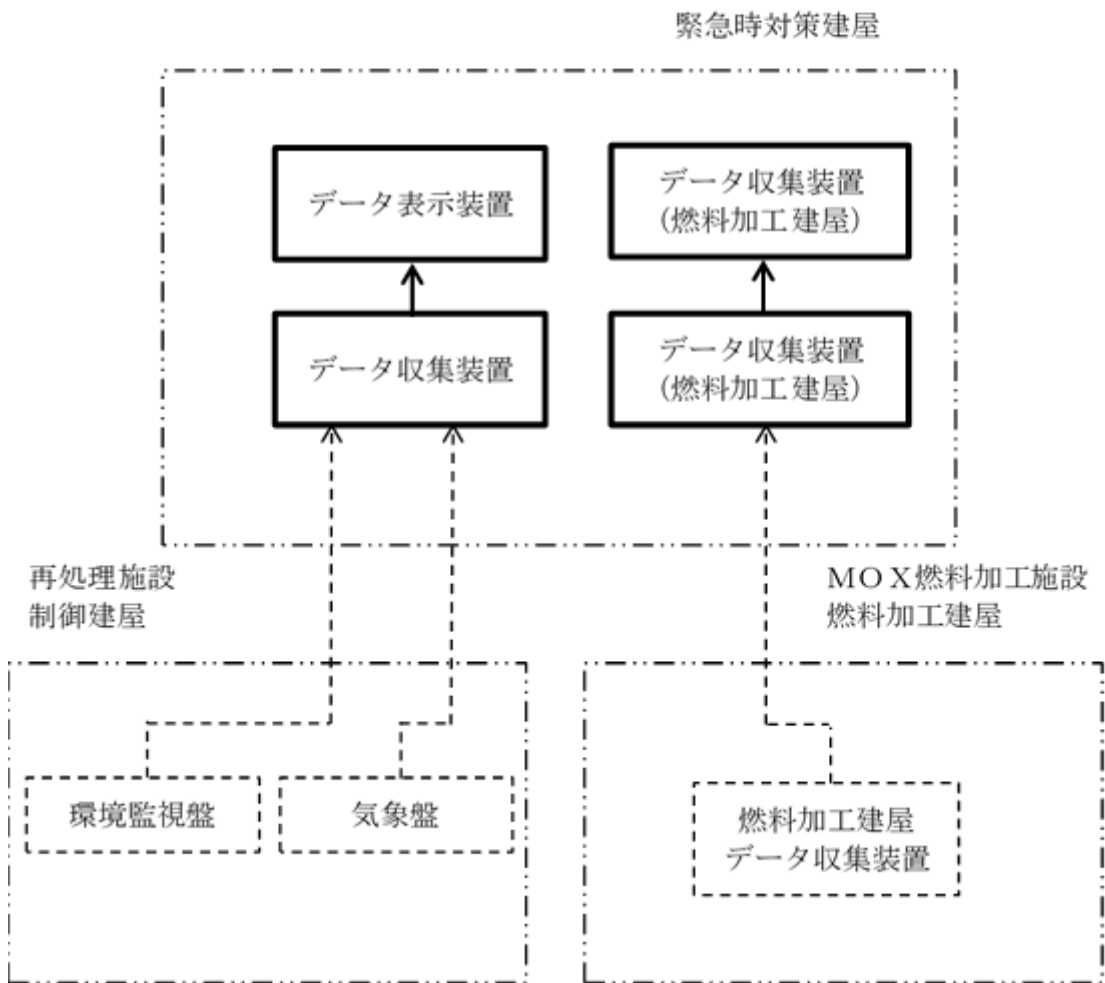 緊急時対策建屋
データ表示装置
データ収集装置
(燃料加工建屋)
データ収集装置
データ収集装置
(燃料加工建屋)
再処理施設
制御建屋
MOX燃料加工施設
燃料加工建屋
環境監視盤
気象盤
燃料加工建屋
データ収集装置